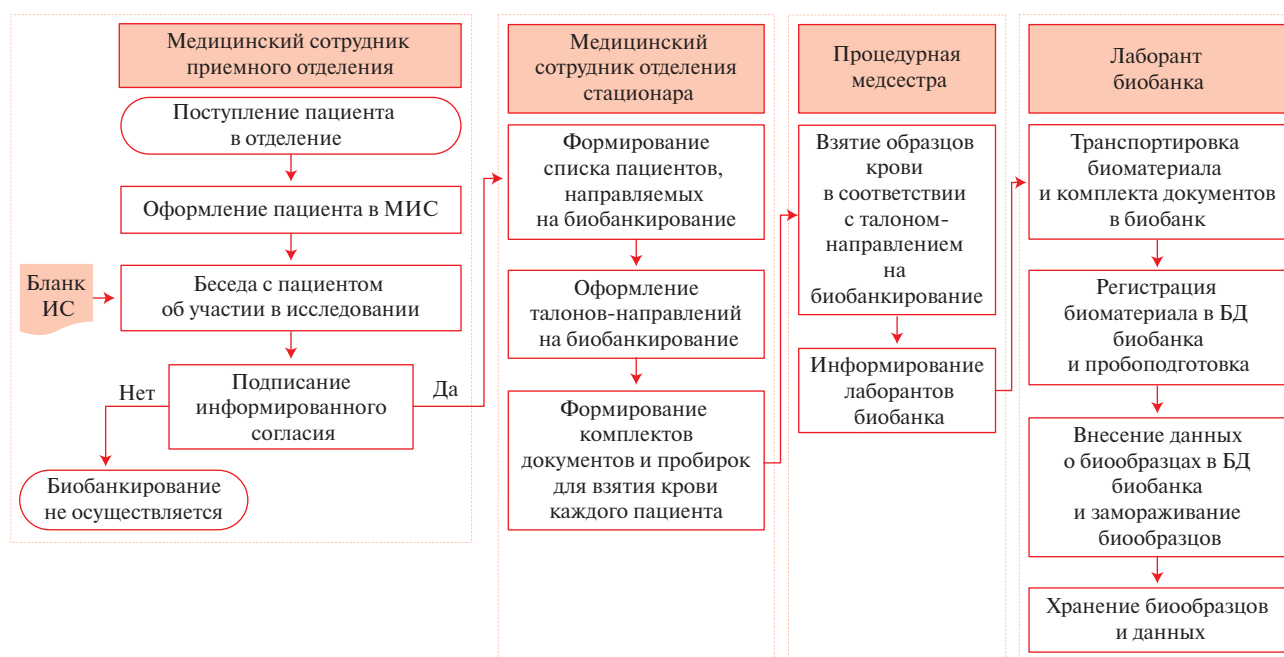 Медицинский сотрудник
приемного отделения
Поступление пациента
в отделение
Оформление пациента в МИС
Бланк
ИС
Беседа с пациентом
об участии в исследовании
Нет
Подписание
информированного
согласия
Да
Биобанкирование
не осуществляется
Медицинский
сотрудник отделения
стационара
Формирование
списка пациентов,
направляемых
на биобанкирование
Оформление
талонов-направлений
на биобанкирование
Формирование
комплектов
документов и пробирок
для взятия крови
каждого пациента
Процедурная
медсестра
Взятие образцов
крови
в соответствии
с талоном-
направлением
на
биобанкирование
Информирование
лаборантов
биобанка
Лаборант
биобанка
Транспортировка
биоматериала
и комплекта документов
в биобанк
Регистрация
биоматериала в БД
биобанка
и пробоподготовка
Внесение данных
о биообразцах в БД
биобанка
и замораживание
биообразцов
Хранение биообразцов
и данных